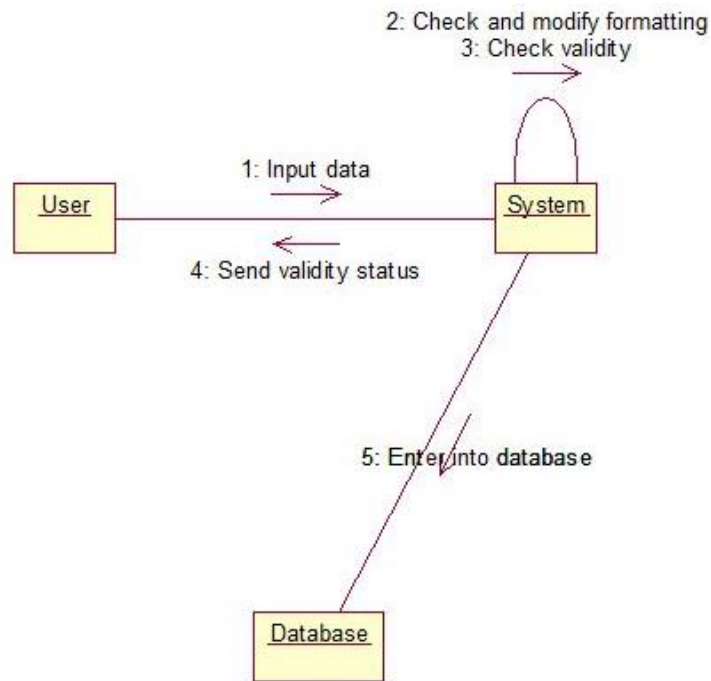 2: Check and modify formatting
3: Check validity
1: Input data
User
System
4: Send validity status
5: Enter into database
Database